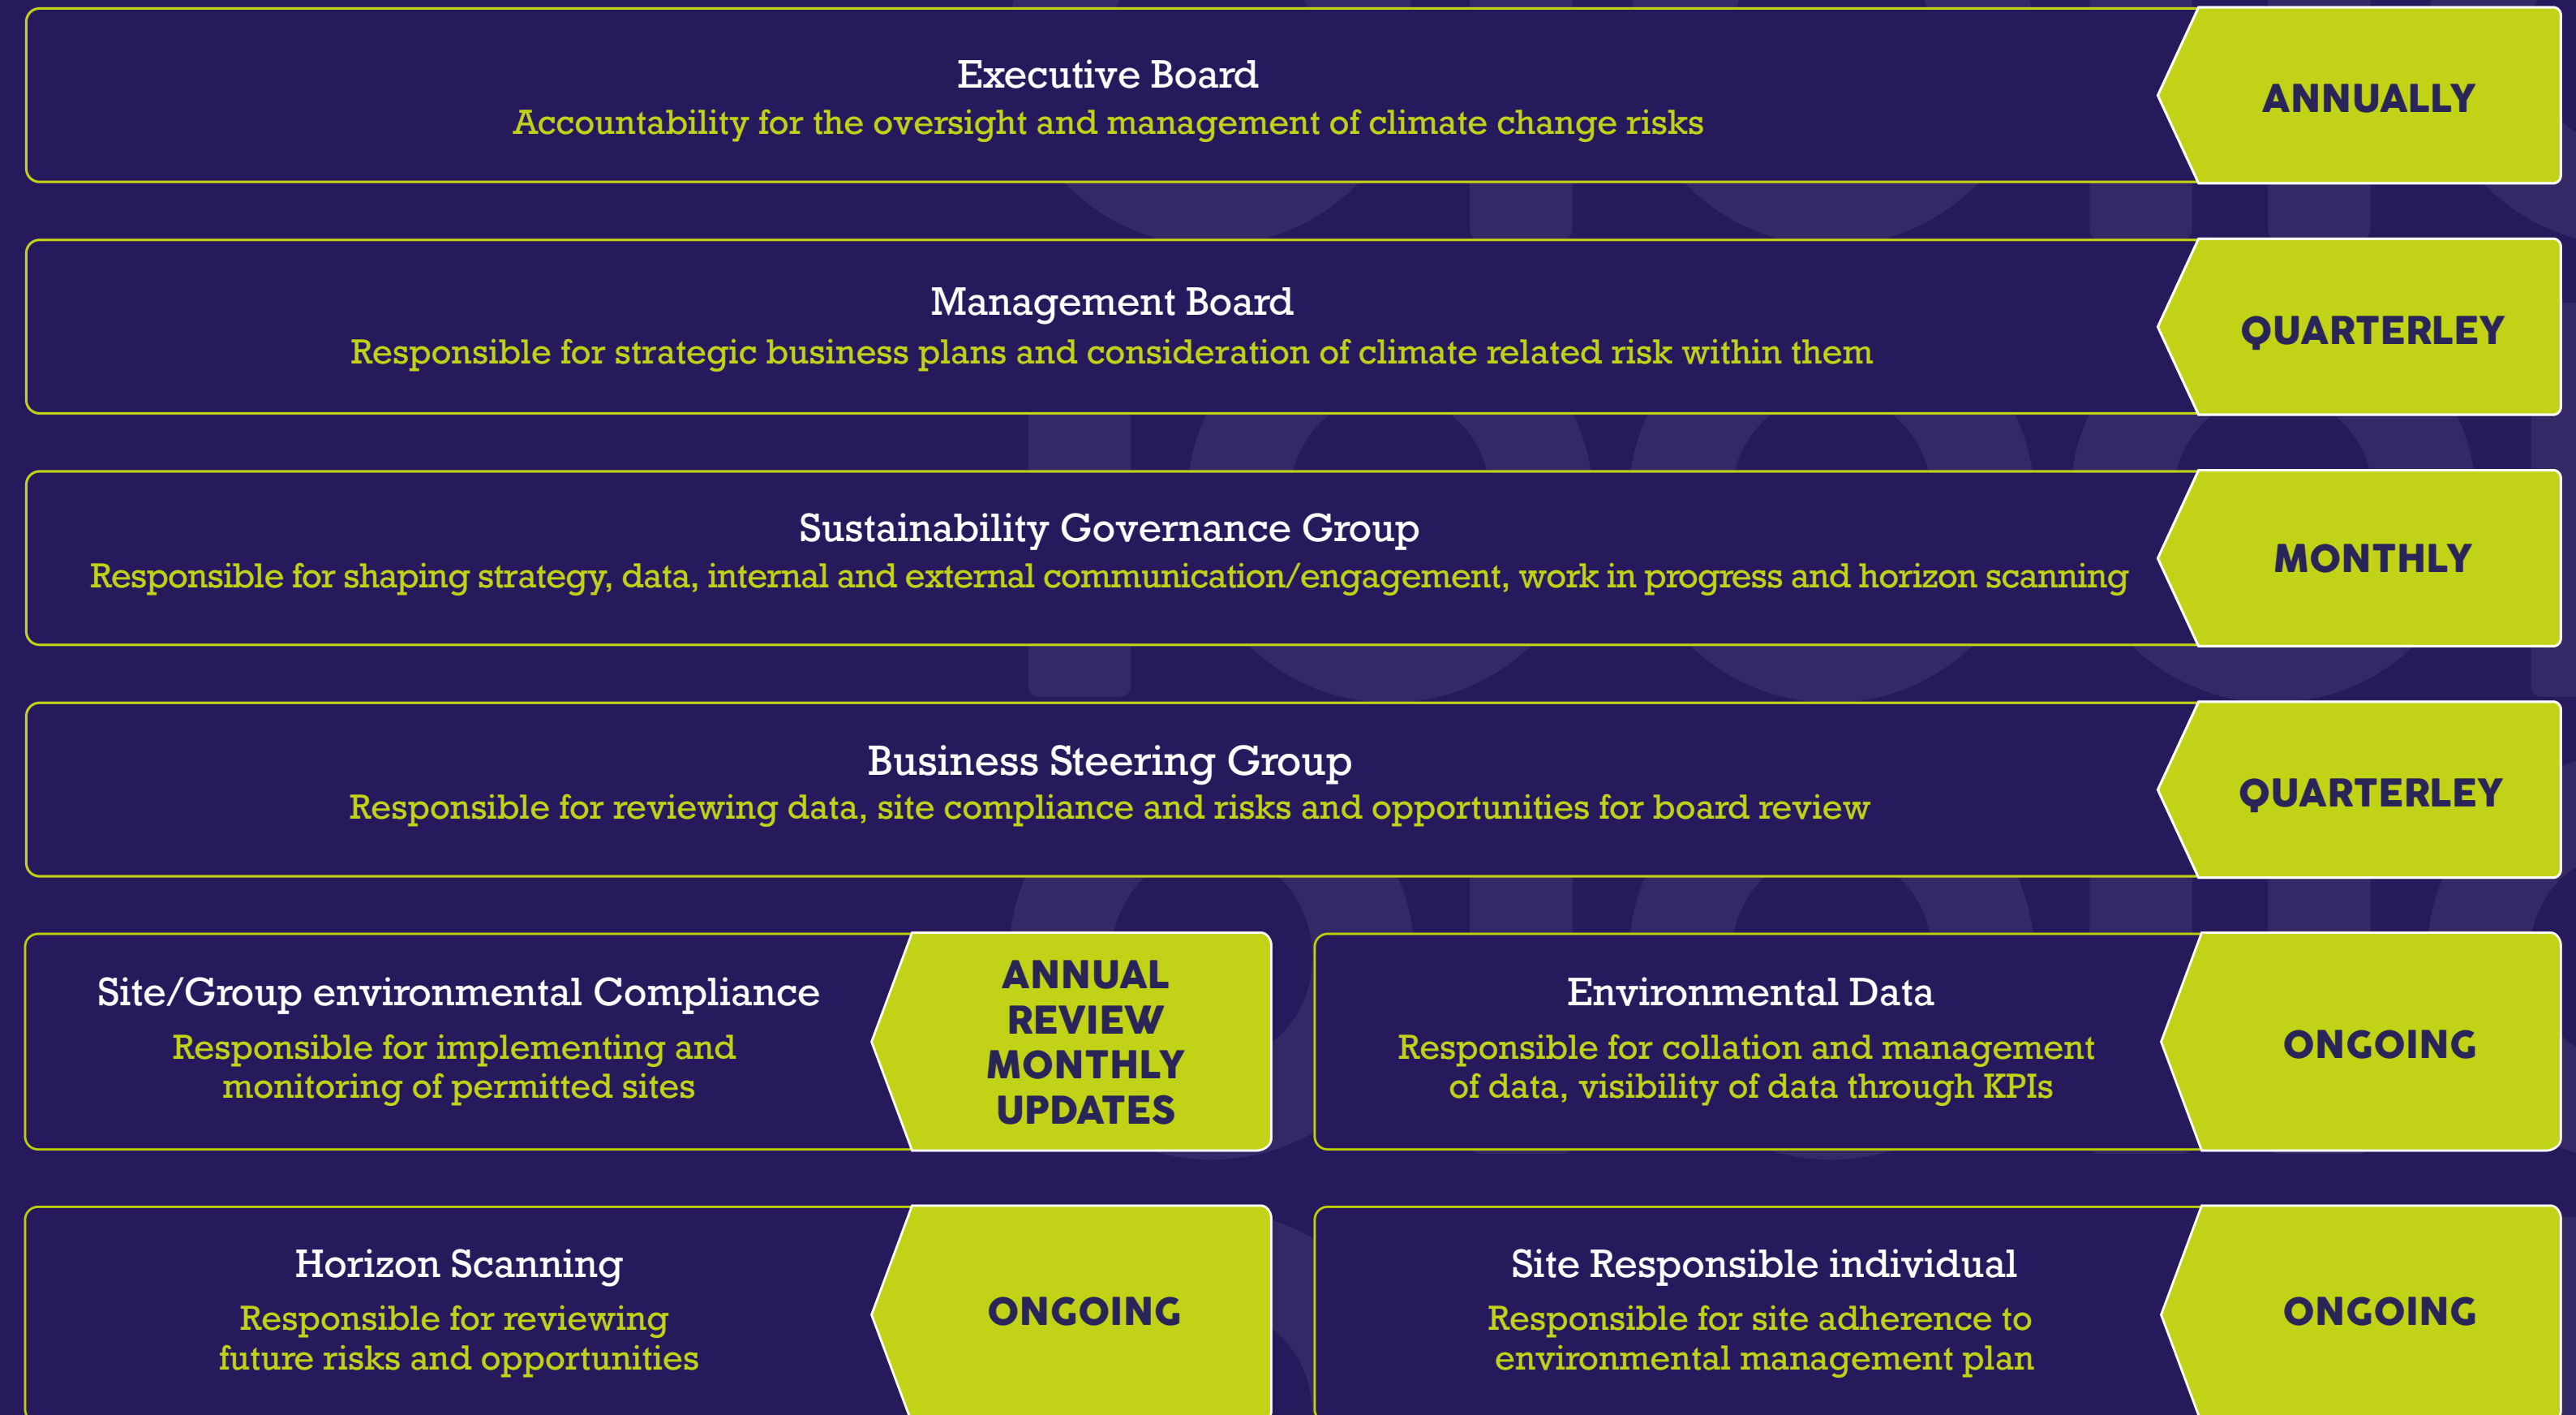 Executive Board
Accountability for the oversight and management of climate change risks
ANNUALLY
Management Board
Responsible for strategic business plans and consideration of climate related risk within them
QUARTERLEY
Sustainability Governance Group
Responsible for shaping strategy, data, internal and external communication/engagement, work in progress and horizon scanning
MONTHLY
Business Steering Group
Responsible for reviewing data, site compliance and risks and opportunities for board review
QUARTERLEY
Site/Group environmental Compliance
Responsible for implementing and
monitoring of permitted sites
ANNUAL
REVIEW
MONTHLY
UPDATES
Environmental Data
Responsible for collation and management
of data, visibility of data through KPIs
ONGOING
Horizon Scanning
Responsible for reviewing
future risks and opportunities
ONGOING
Site Responsible individual
Responsible for site adherence to
environmental management plan
ONGOING